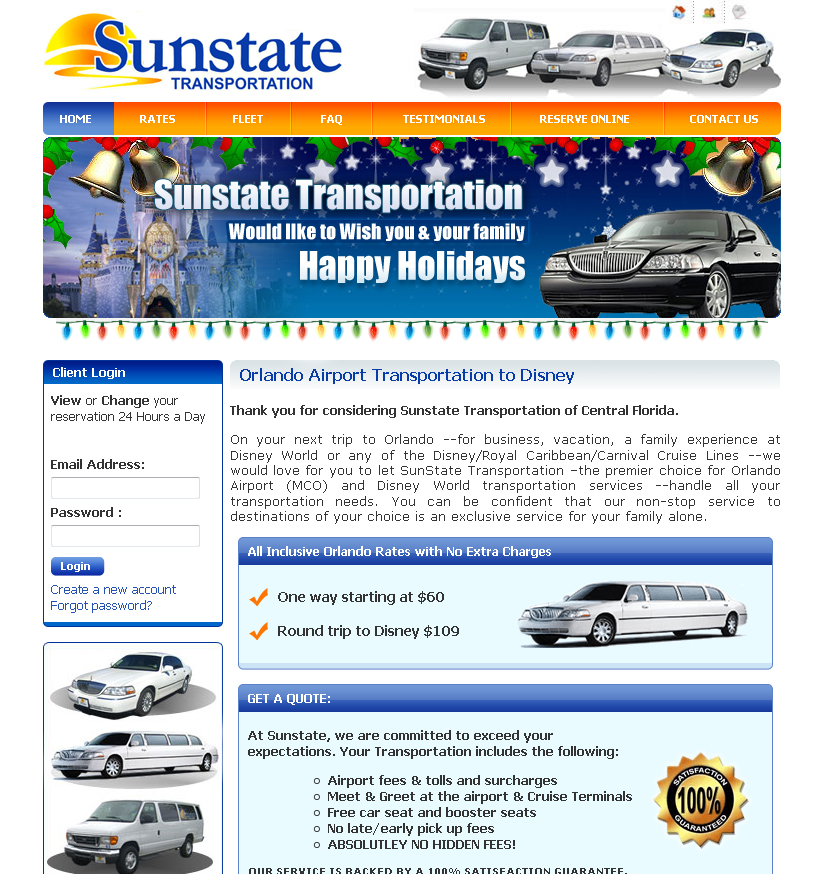 Sunstate
TRANSPORTATION
HOME RATES FLEET FAQ TESTIMONIALS RESERVE ONLINE CONTACT US
Sunstate Transportation
Would lIke to Wish you & your family
Happy Holidays
Client Login
View or Change your
reservation 24 Hours a Day
Email Address:
Password :
Login
Create a new account
Forgot password?
Orlando Airport Transportation to Disney
Thank you for considering Sunstate Transportation of Central Florida.
On your next trip to Orlando --for business, vacation, a family experience at
Disney World or any of the Disney/Royal Caribbean/Carnival Cruise Lines --we
would love for you to let SunState Transportation –the premier choice for Orlando
Airport (MCO) and Disney World transportation services --handle all your
transportation needs. You can be confident that our non-stop service to
destinations of your choice is an exclusive service for your family alone.
All Inclusive Orlando Rates with No Extra Charges
One way starting at $60
Round trip to Disney $109
GET A QUOTE:
At Sunstate, we are committed to exceed your
expectations. Your Transportation includes the following:
Airport fees & tolls and surcharges
Meet & Greet at the airport & Cruise Terminals
Free car seat and booster seats
No late/early pick up fees
ABSOLUTLEY NO HIDDEN FEES!
SATISFACTION
100%
GUARANTEED
OUR SERVICE IS BACKED BY A 100% SATISFACTION GUARANTEE.